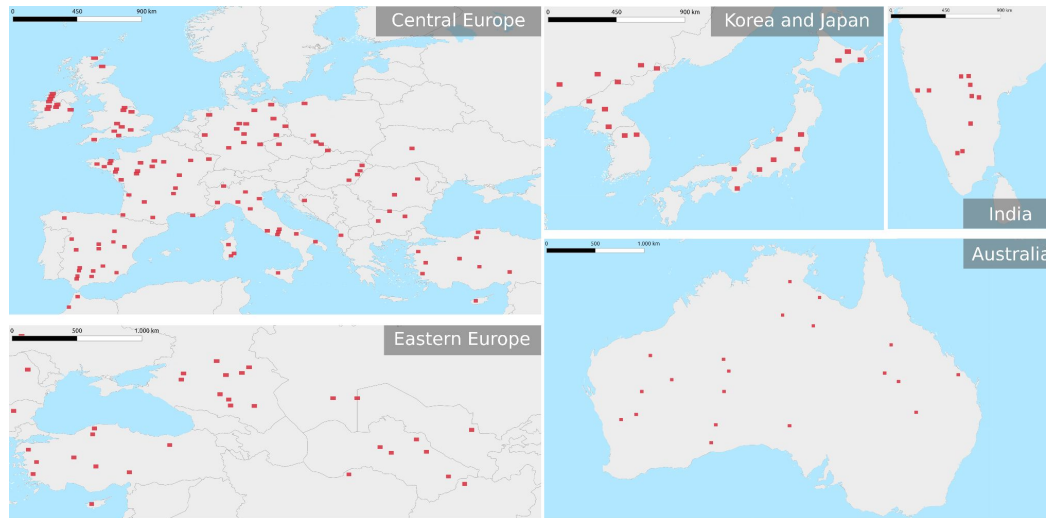 0 450 900 km
Central Europe
0 450 900 km
Korea and Japan
0 450 900 km
India
0 500 1.000 km
Eastern Europe
0 500 1.000 km
Australia